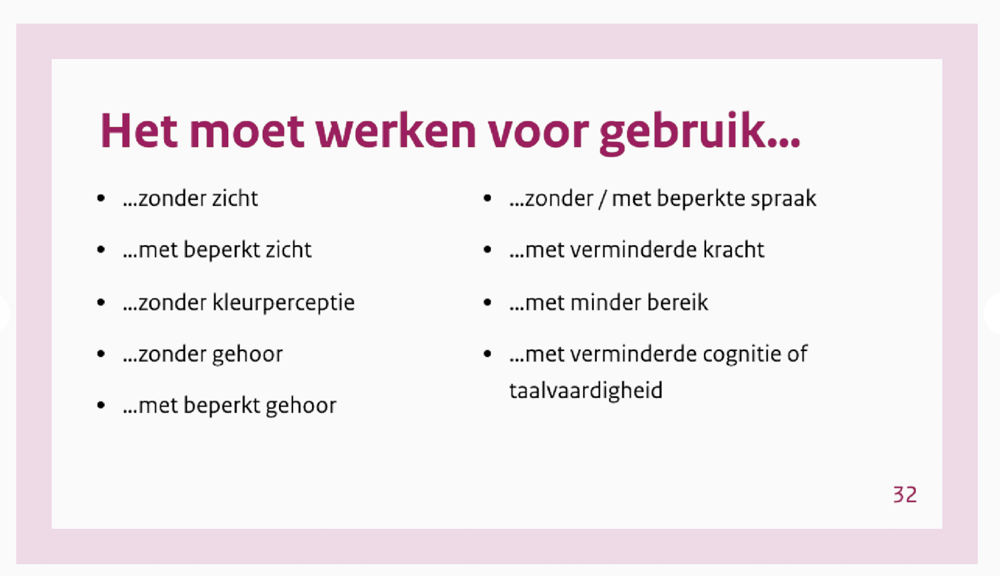 Het moet werken voor gebruik...
• ...zonder zicht
• ...met beperkt zicht
• ...zonder kleurperceptie
• ...zonder gehoor
• ...met beperkt gehoor
• ...zonder / met beperkte spraak
• ...met verminderde kracht
• ...met minder bereik
• ...met verminderde cognitie of
taalvaardigheid
32